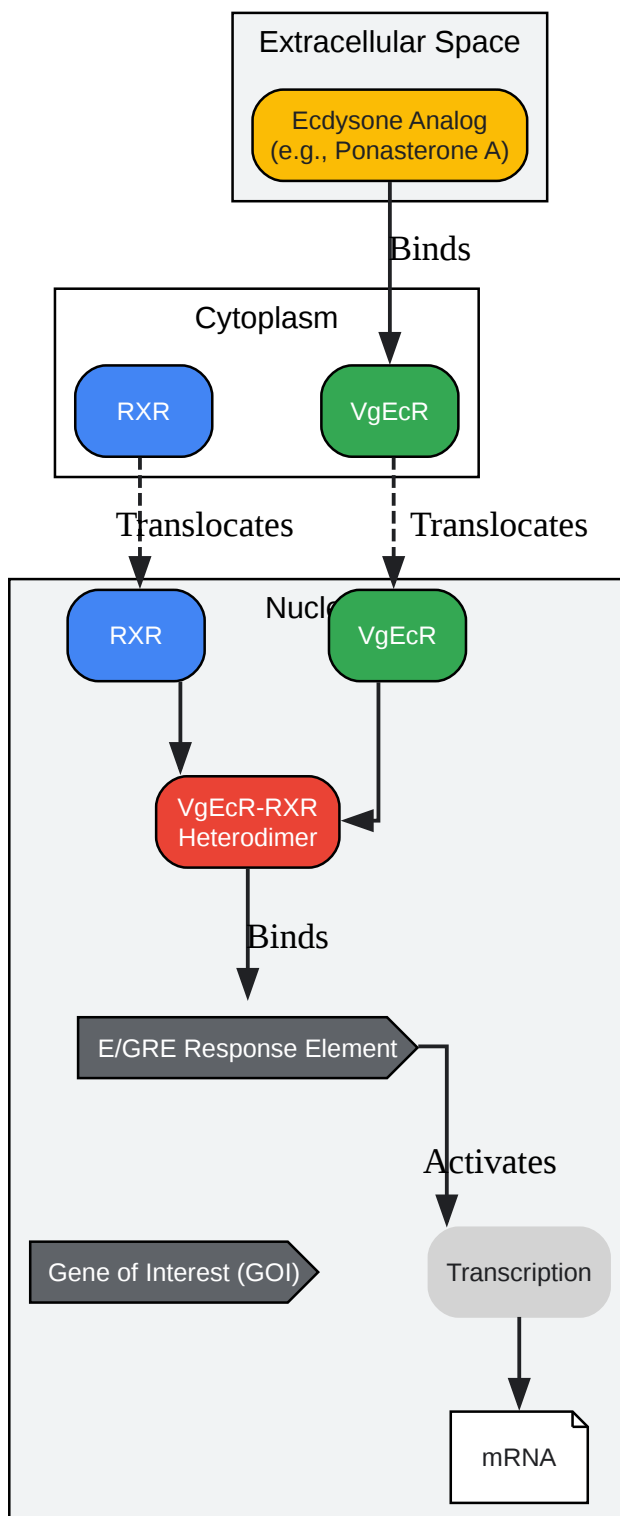 Extracellular Space
Ecdysone Analog
(e.g., Ponasterone A)
Binds
Cytoplasm
RXR
VgEcR
Translocates
Translocates
Nucle
RXR
VgEcR
VgEcR-RXR
Heterodimer
Binds
E/GRE Response Element
Activates
Gene of Interest (GOI)
Transcription
mRNA